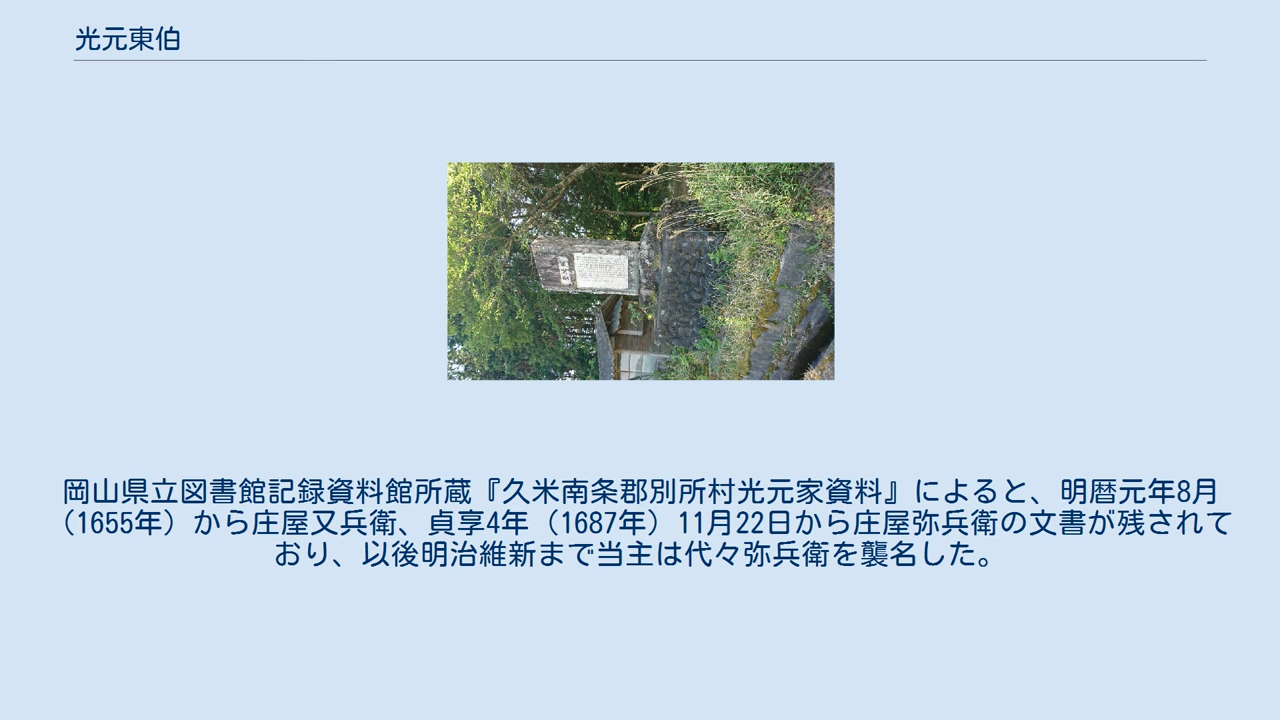 光元東伯
岡山県立図書館記録資料館所蔵『久米南条郡別所村光元家資料』によると、明暦元年8月
（1655年）から庄屋又兵衛、貞享4年（1687年）11月22日から庄屋弥兵衛の文書が残されて
おり、以後明治維新まで当主は代々弥兵衛を襲名した。